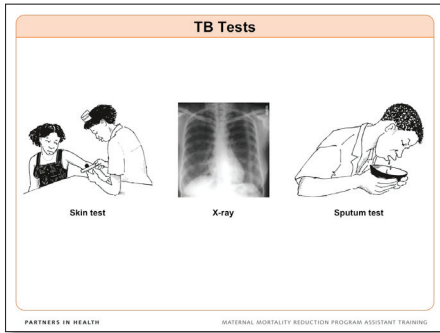 TB Tests
Skin test
X-ray
Sputum test
PARTNERS IN HEALTH
MATERNAL MORTALITY REDUCTION PROGRAM ASSISTANT TRAINING